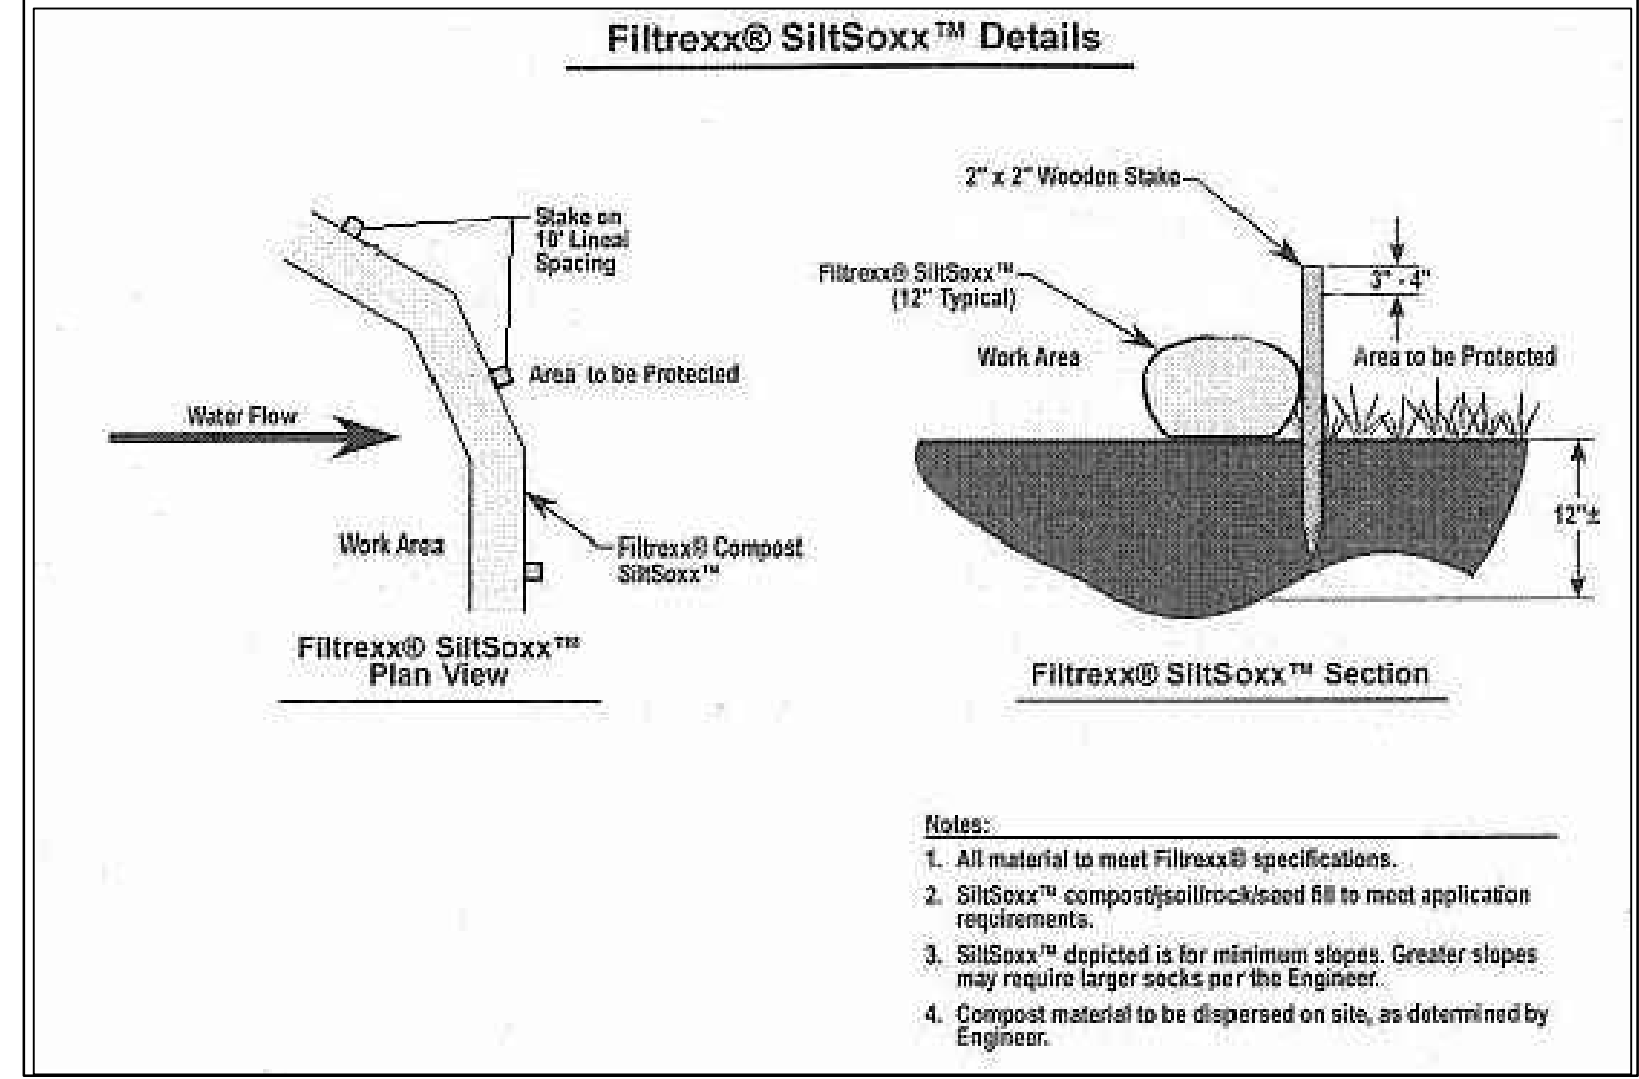 Filtrexx® SiltSoxx™ Details
2" x 2" Wooden Stake
Stake on
10' Lineal
Spacing
Filtrexx® SiltSoxx™
(12" Typical)
3" - 4"
Work Area
Area to be Protected
Area to be Protected
Water Flow
12"±
Work Area
Filtrexx® Compost
SiltSoxx™
Filtrexx® SiltSoxx™
Plan View
Filtrexx® SiltSoxx™ Section
Notes:
1. All material to meet Filtrexx® specifications.
2. SiltSoxx™ compost/soil/rock/seed fill to meet application
requirements.
3. SiltSoxx™ depicted is for minimum slopes. Greater slopes
may require larger socks per the Engineer.
4. Compost material to be dispersed on site, as determined by
Engineer.